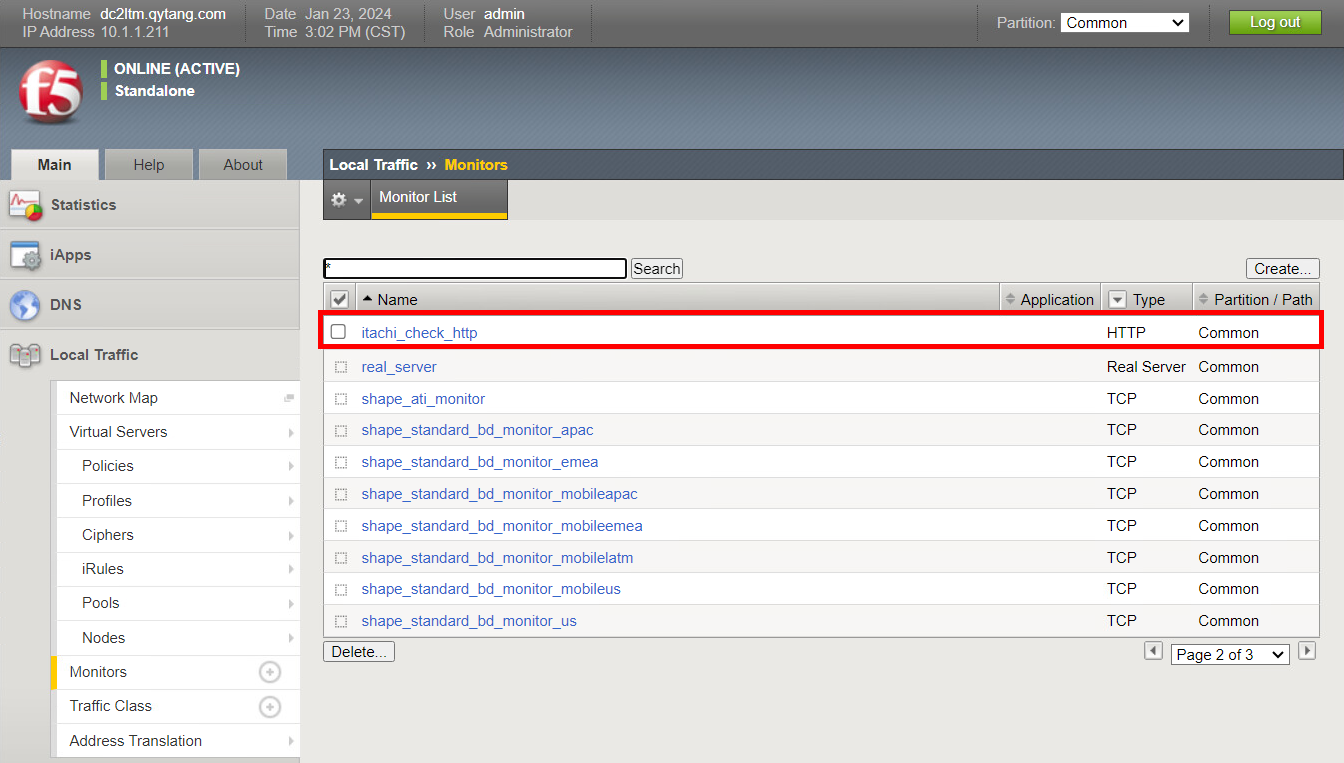 Hostname dc2ltm.qytang.com Date Jan 23, 2024 User admin Partition: Common Log out
IP Address 10.1.1.211 Time 3:02 PM (CST) Role Administrator
f5
ONLINE (ACTIVE)
Standalone
Main Help About
Local Traffic ›› Monitors
Monitor List
Statistics
iApps
DNS
Local Traffic
Network Map
Virtual Servers
Policies
Profiles
Ciphers
iRules
Pools
Nodes
Monitors
Traffic Class
Address Translation
* Search Create...
Name Application Type Partition / Path
itachi_check_http HTTP Common
real_server Real Server Common
shape_ati_monitor TCP Common
shape_standard_bd_monitor_apac TCP Common
shape_standard_bd_monitor_emea TCP Common
shape_standard_bd_monitor_mobileapac TCP Common
shape_standard_bd_monitor_mobileemea TCP Common
shape_standard_bd_monitor_mobilelatm TCP Common
shape_standard_bd_monitor_mobileus TCP Common
shape_standard_bd_monitor_us TCP Common
Delete... Page 2 of 3